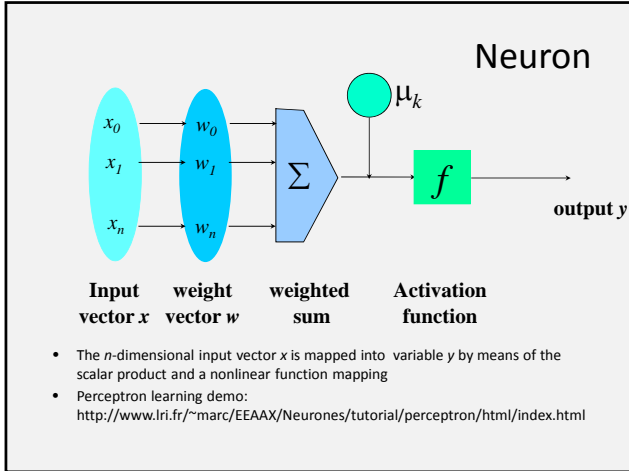 Neuron
μk
x0 w0
x1 w1
Σ f
xn wn
output y
Input weight weighted Activation
vector x vector w sum function
• The n-dimensional input vector x is mapped into variable y by means of the
scalar product and a nonlinear function mapping
• Perceptron learning demo:
http://www.lri.fr/~marc/EEAAX/Neurones/tutorial/perceptron/html/index.html